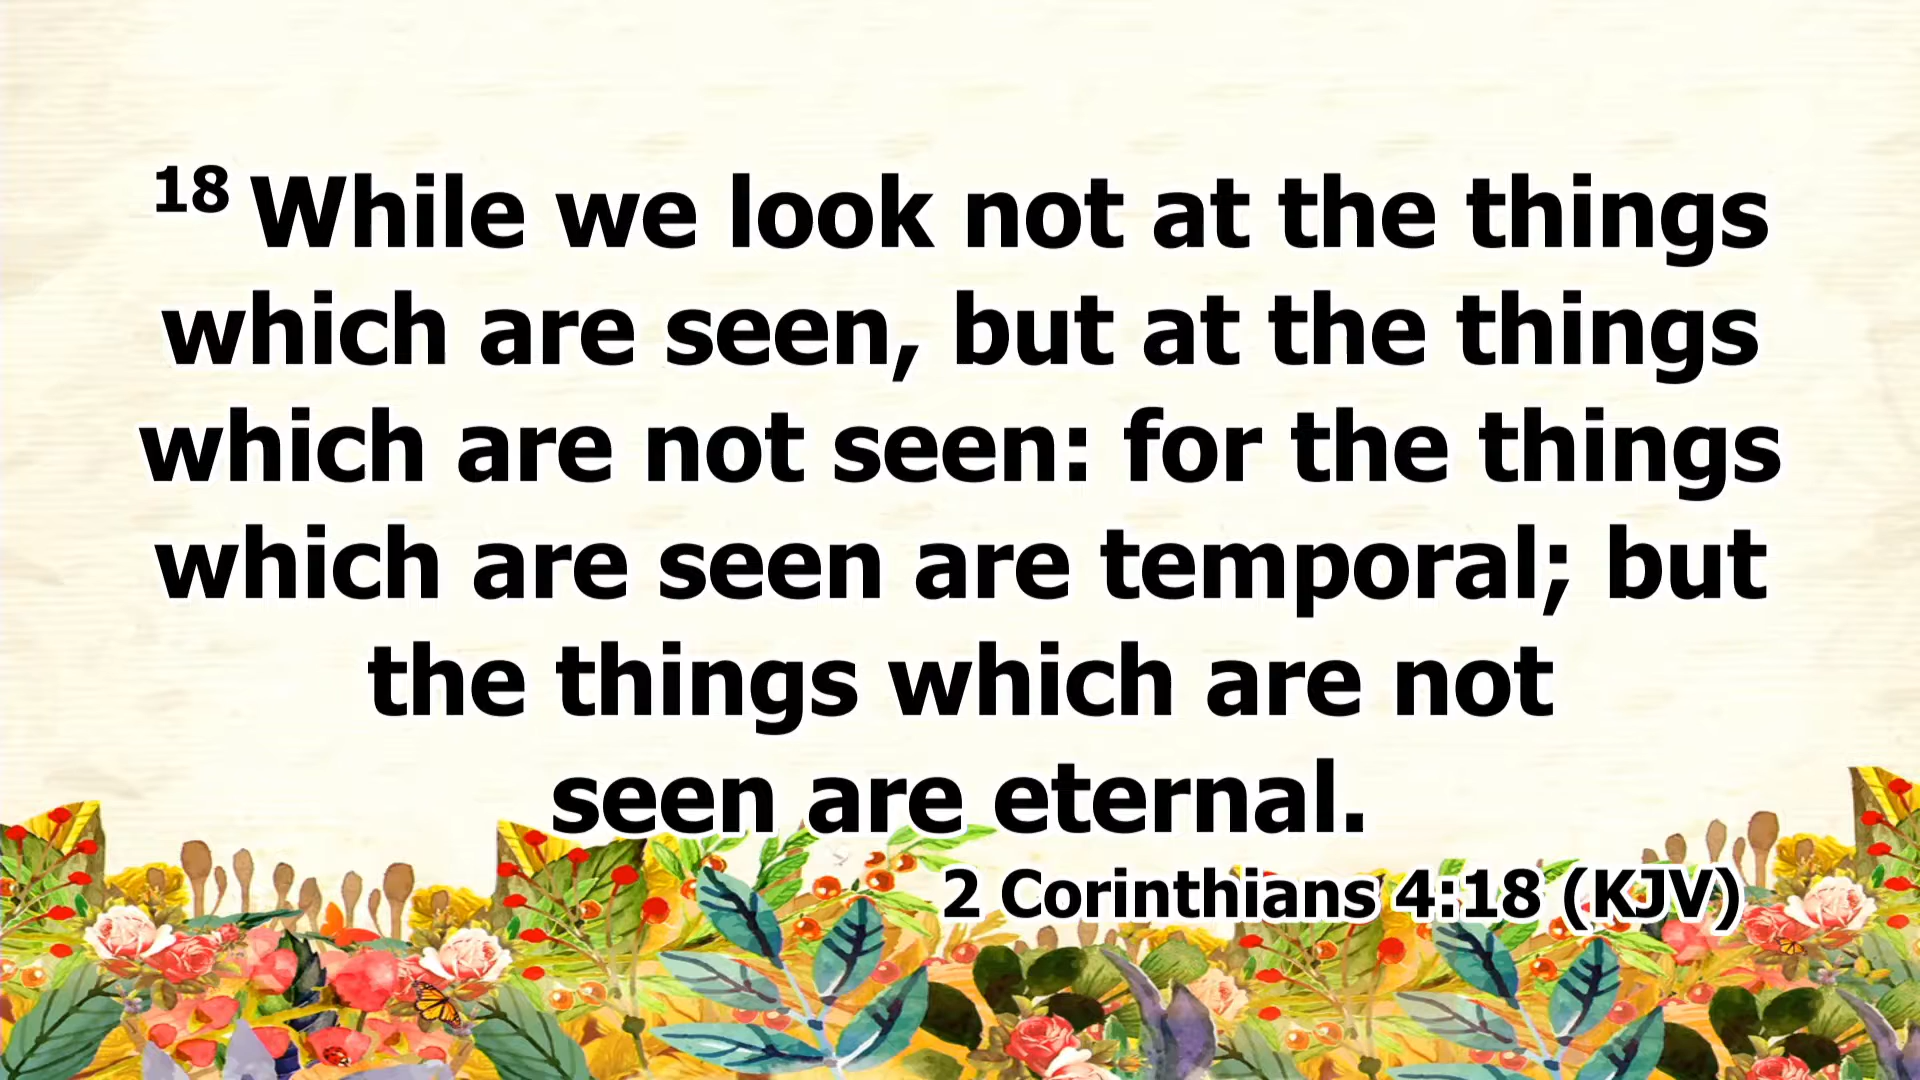 18 While we look not at the things
which are seen, but at the things
which are not seen: for the things
which are seen are temporal; but
the things which are not
seen are eternal.
2 Corinthians 4:18 (KJV)